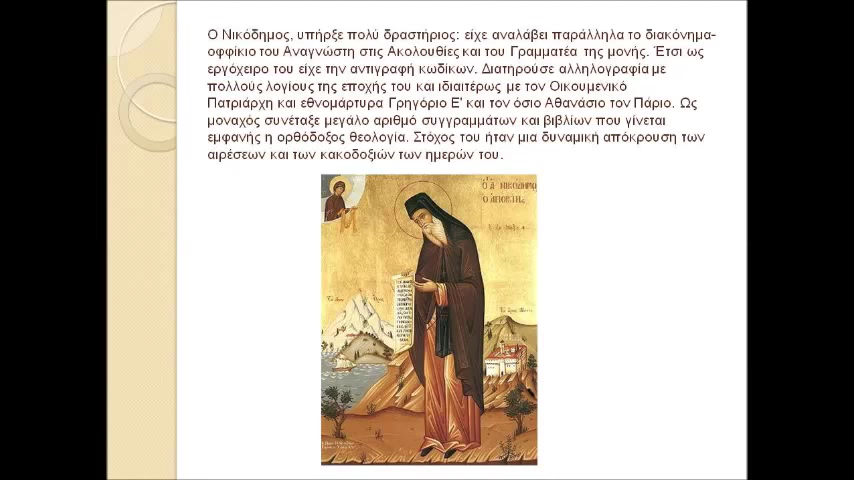 Ο Νικόδημος, υπήρξε πολύ δραστήριος: είχε αναλάβει παράλληλα το διακόνημα-
οφφίκιο του Αναγνώστη στις Ακολουθίες και του Γραμματέα της μονής. Έτσι ως
εργόχειρο του είχε την αντιγραφή κωδίκων. Διατηρούσε αλληλογραφία με
πολλούς λογίους της εποχής του και ιδιαιτέρως με τον Οικουμενικό
Πατριάρχη και εθνομάρτυρα Γρηγόριο Ε' και τον όσιο Αθανάσιο τον Πάριο. Ως
μοναχός συνέταξε μεγάλο αριθμό συγγραμμάτων και βιβλίων που γίνεται
εμφανής η ορθόδοξος θεολογία. Στόχος του ήταν μια δυναμική απόκρουση των
αιρέσεων και των κακοδοξιών των ημερών του.